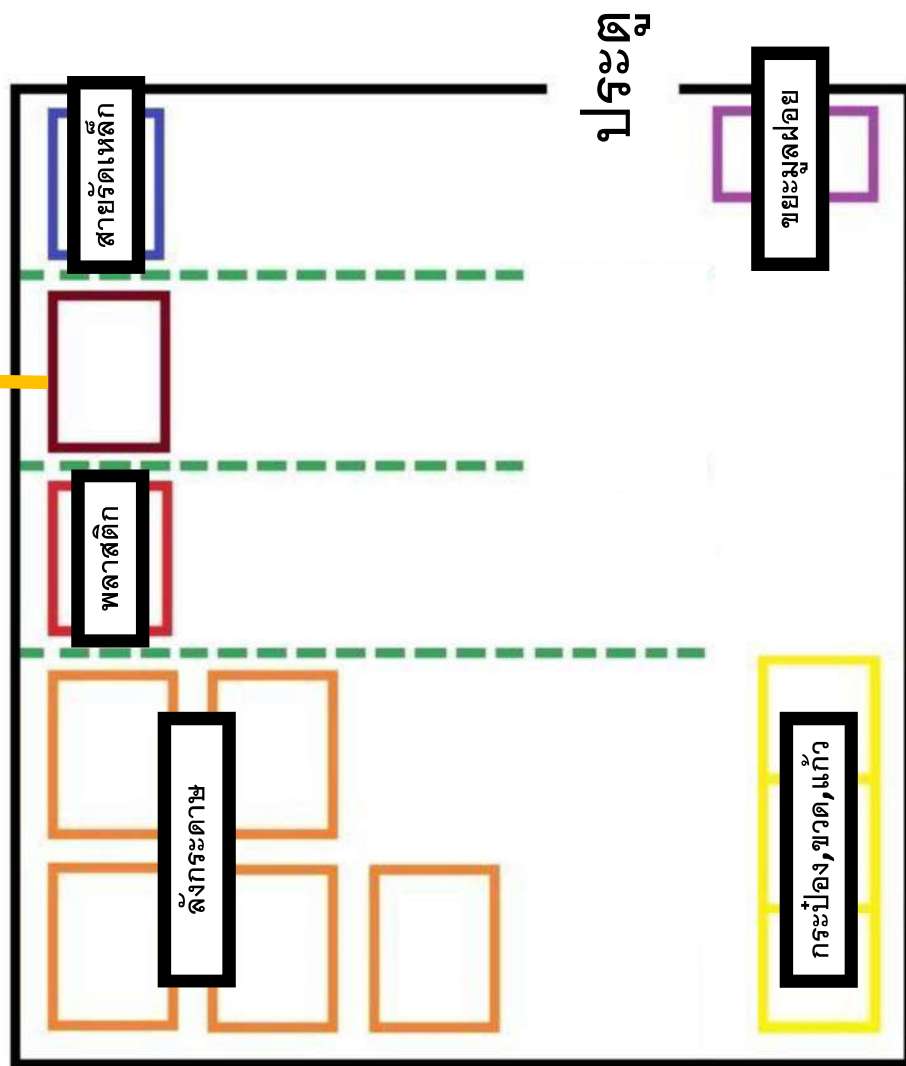 ประตู
สายรัดเหล็ก
ขยะมูลฝอย
พลาสติก
ลังกระดาษ
กระป๋อง,ขวด,แก้ว